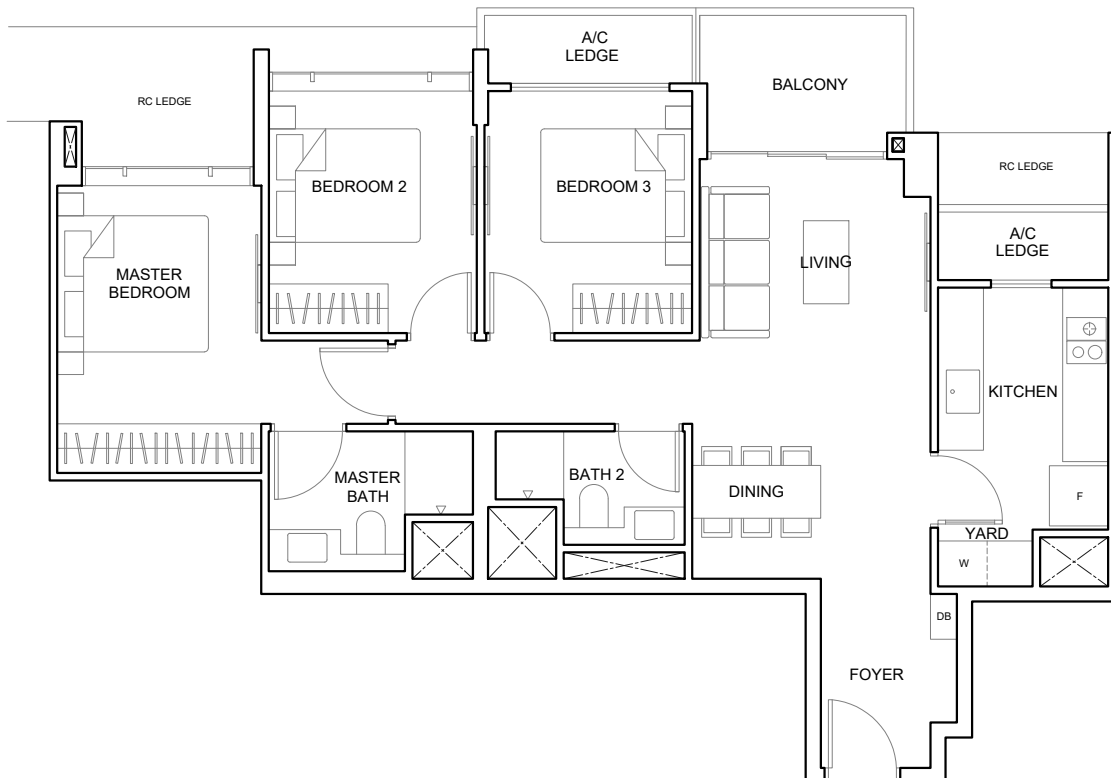 A/C
LEDGE
BALCONY
RC LEDGE
RC LEDGE
BEDROOM 2
BEDROOM 3
A/C
LEDGE
LIVING
MASTER
BEDROOM
KITCHEN
MASTER
BATH
BATH 2
DINING
F
YARD
W
DB
FOYER